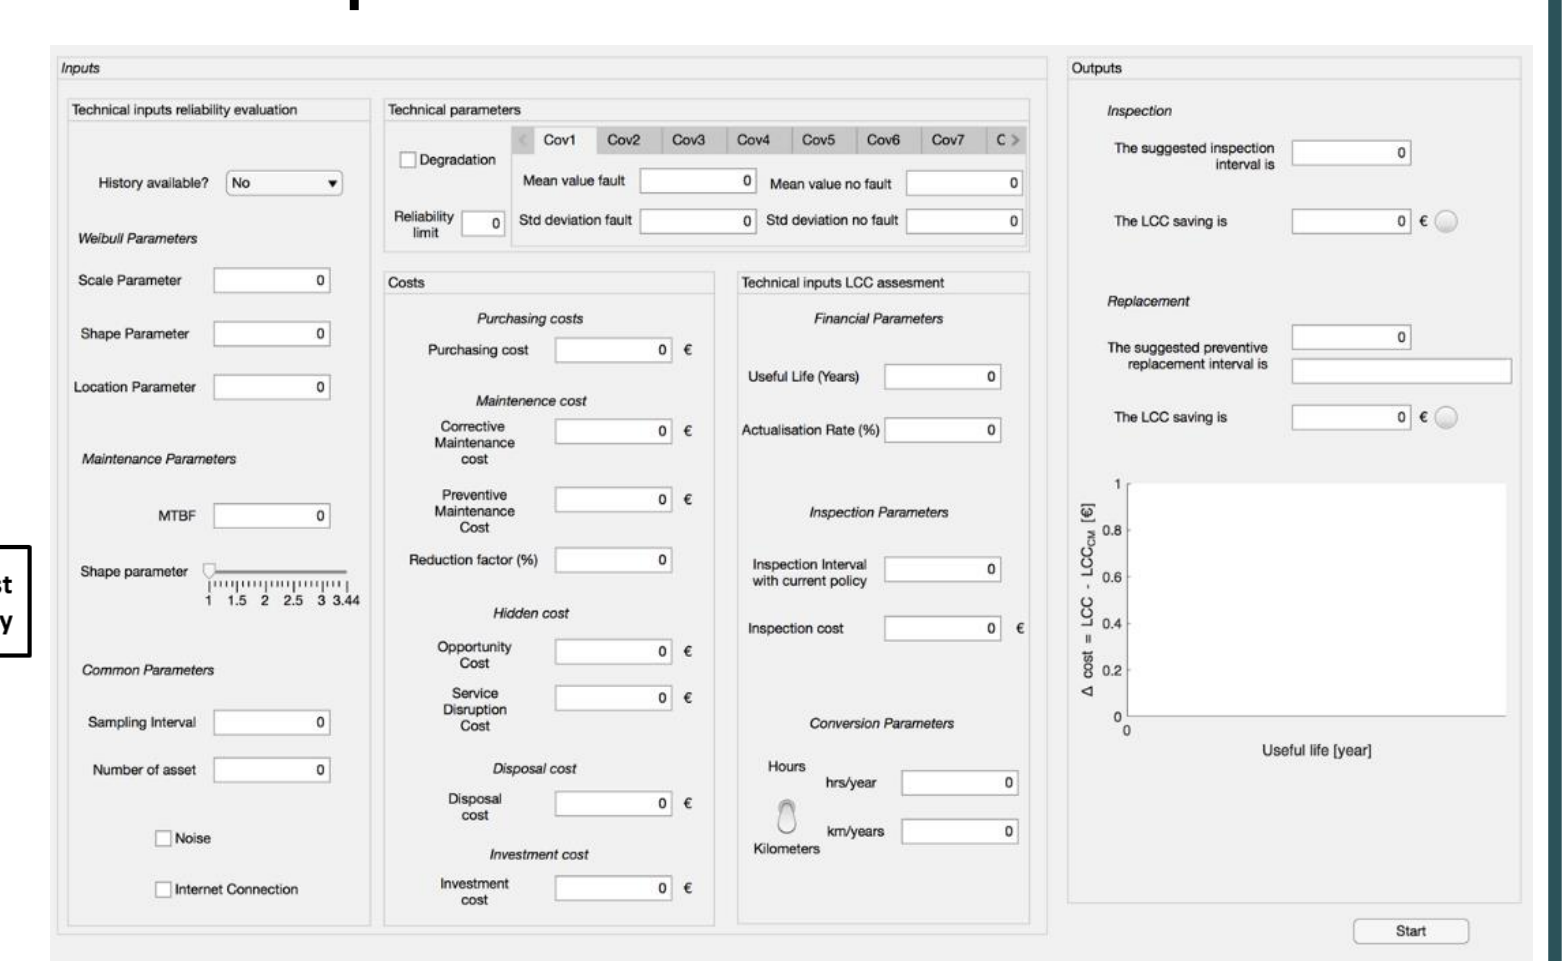 Inputs
Technical inputs reliability evaluation
History available?
No
Weibull Parameters
Scale Parameter
0
Shape Parameter
0
Location Parameter
0
Maintenance Parameters
MTBF
0
Shape parameter
1 1.5 2 2.5 3 3.44
Common Parameters
Sampling Interval
0
Number of asset
0
Noise
Internet Connection
Technical parameters
Degradation
Reliability
limit
0
Cov1 Cov2 Cov3 Cov4 Cov5 Cov6 Cov7 C
Mean value fault
0
Mean value no fault
0
Std deviation fault
0
Std deviation no fault
0
Costs
Purchasing costs
Purchasing cost
0 €
Maintenence cost
Corrective
Maintenance
cost
0 €
Preventive
Maintenance
Cost
0 €
Reduction factor (%)
0
Hidden cost
Opportunity
Cost
0 €
Service
Disruption
Cost
0 €
Disposal cost
Disposal
cost
0 €
Investment cost
Investment
cost
0 €
Technical inputs LCC assesment
Financial Parameters
Useful Life (Years)
0
Actualisation Rate (%)
0
Inspection Parameters
Inspection Interval
with current policy
0
Inspection cost
0 €
Conversion Parameters
Hours
Kilometers
hrs/year
0
km/years
0
Outputs
Inspection
The suggested inspection
interval is
0
The LCC saving is
0 €
Replacement
The suggested preventive
replacement interval is
0
The LCC saving is
0 €
Δ cost = LCC - LCC_CM [€]
1
0.8
0.6
0.4
0.2
0
0
Useful life [year]
Start
st
y